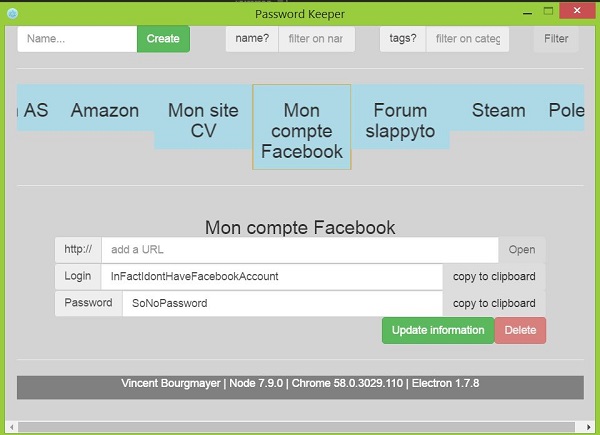 Password Keeper
Name... Create name? filter on nar tags? filter on categ Filter
AS Amazon Mon site CV Mon compte Facebook Forum slappyto Steam Pole
Mon compte Facebook
http:// add a URL Open
Login InFactIdontHaveFacebookAccount copy to clipboard
Password SoNoPassword copy to clipboard
Update information Delete
Vincent Bourgmayer | Node 7.9.0 | Chrome 58.0.3029.110 | Electron 1.7.8